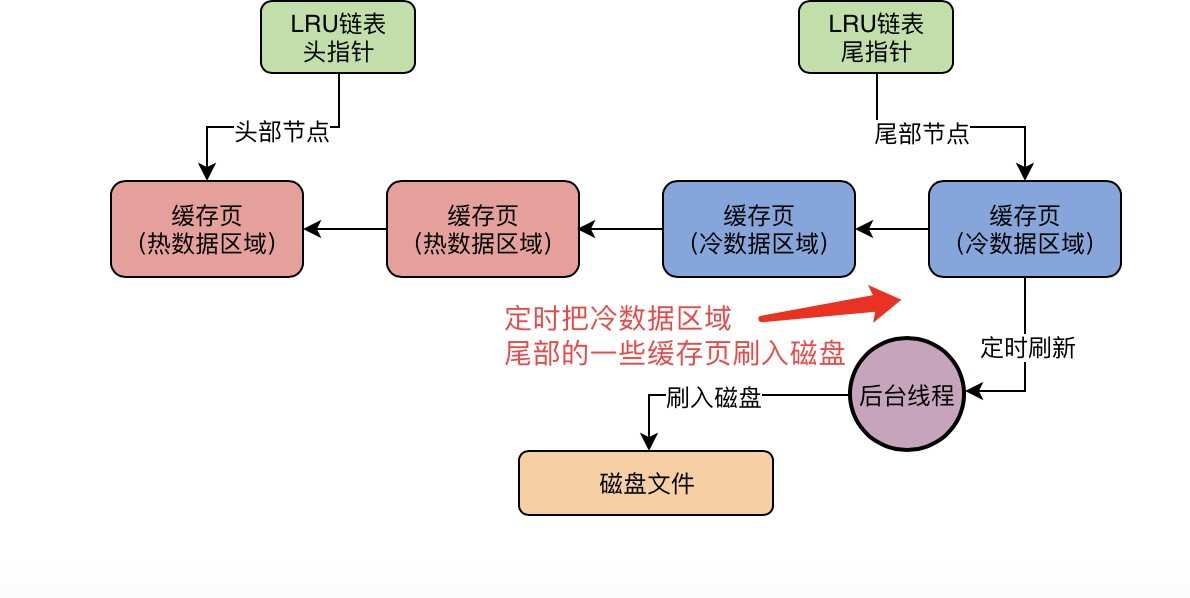 LRU链表
头指针
LRU链表
尾指针
头部节点
尾部节点
缓存页
(热数据区域)
缓存页
(热数据区域)
缓存页
(冷数据区域)
缓存页
(冷数据区域)
定时把冷数据区域
尾部的一些缓存页刷入磁盘
定时刷新
后台线程
刷入磁盘
磁盘文件